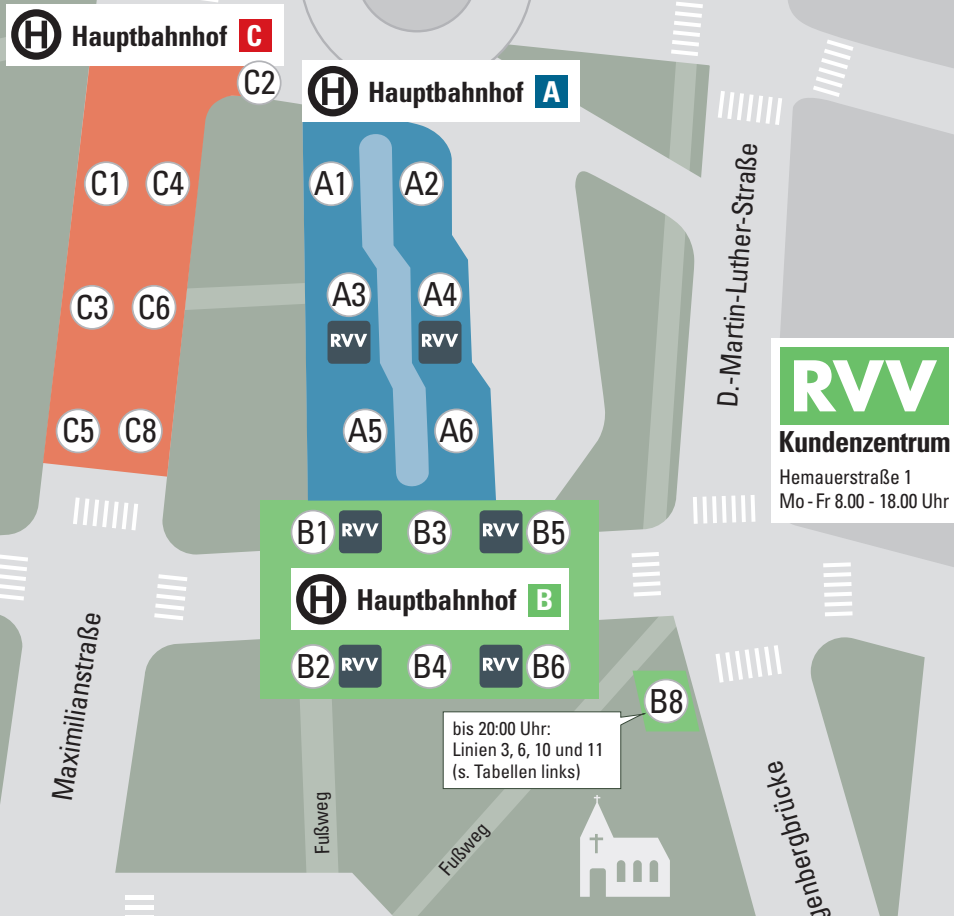 H Hauptbahnhof C
C2
H Hauptbahnhof A
C1
C4
A1
A2
C3
C6
A3
A4
RVV
RVV
C5
C8
A5
A6
D.-Martin-Luther-Straße
RVV
Kundenzentrum
Hemauerstraße 1
Mo - Fr 8.00 - 18.00 Uhr
B1 RVV B3 RVV B5
H Hauptbahnhof B
B2 RVV B4 RVV B6
B8
bis 20:00 Uhr:
Linien 3, 6, 10 und 11
(s. Tabellen links)
Maximilianstraße
Fußweg
Fußweg
genbergbrücke